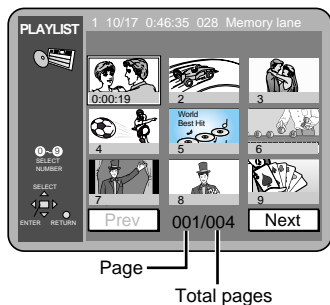 PLAYLIST
1 10/17 0:46:35 028 Memory lane
0:00:19
2
3
World
Best Hit
4
5
6
0~9
SELECT
NUMBER
SELECT
ENTER RETURN
7
8
9
Prev
001/004
Next
Page
Total pages